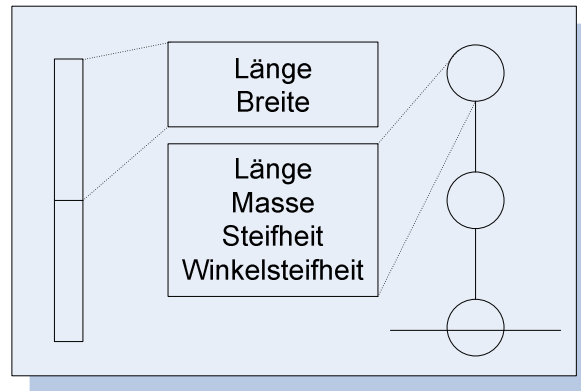 Länge
Breite
Länge
Masse
Steifheit
Winkelsteifheit